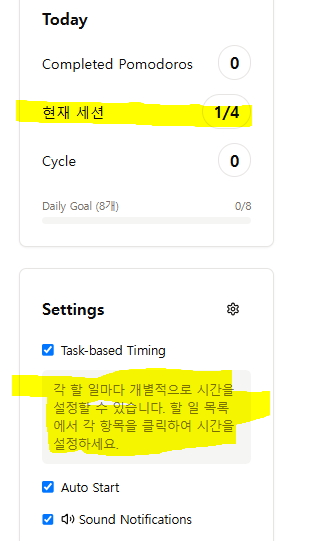 Today
Completed Pomodoros 0
현재 세션 1/4
Cycle 0
Daily Goal (8개) 0/8
Settings
Task-based Timing
각 할 일마다 개별적으로 시간을
설정할 수 있습니다. 할 일 목록
에서 각 항목을 클릭하여 시간을
설정하세요.
Auto Start
Sound Notifications